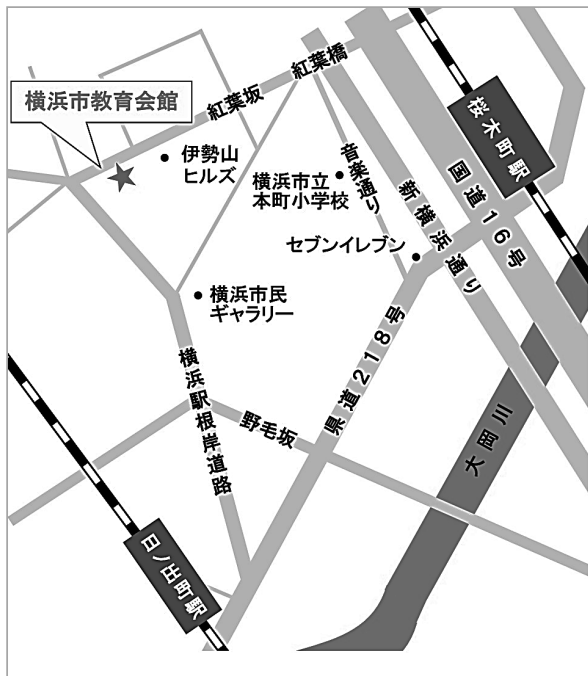 紅葉橋
紅葉坂
横浜市教育会館
伊勢山
ヒルズ
横浜市立
本町小学校
音楽通り
新横浜通り
国道16号
桜木町駅
セブンイレブン
横浜市民
ギャラリー
県道218号
横浜駅根岸道路
野毛坂
大岡川
日ノ出町駅